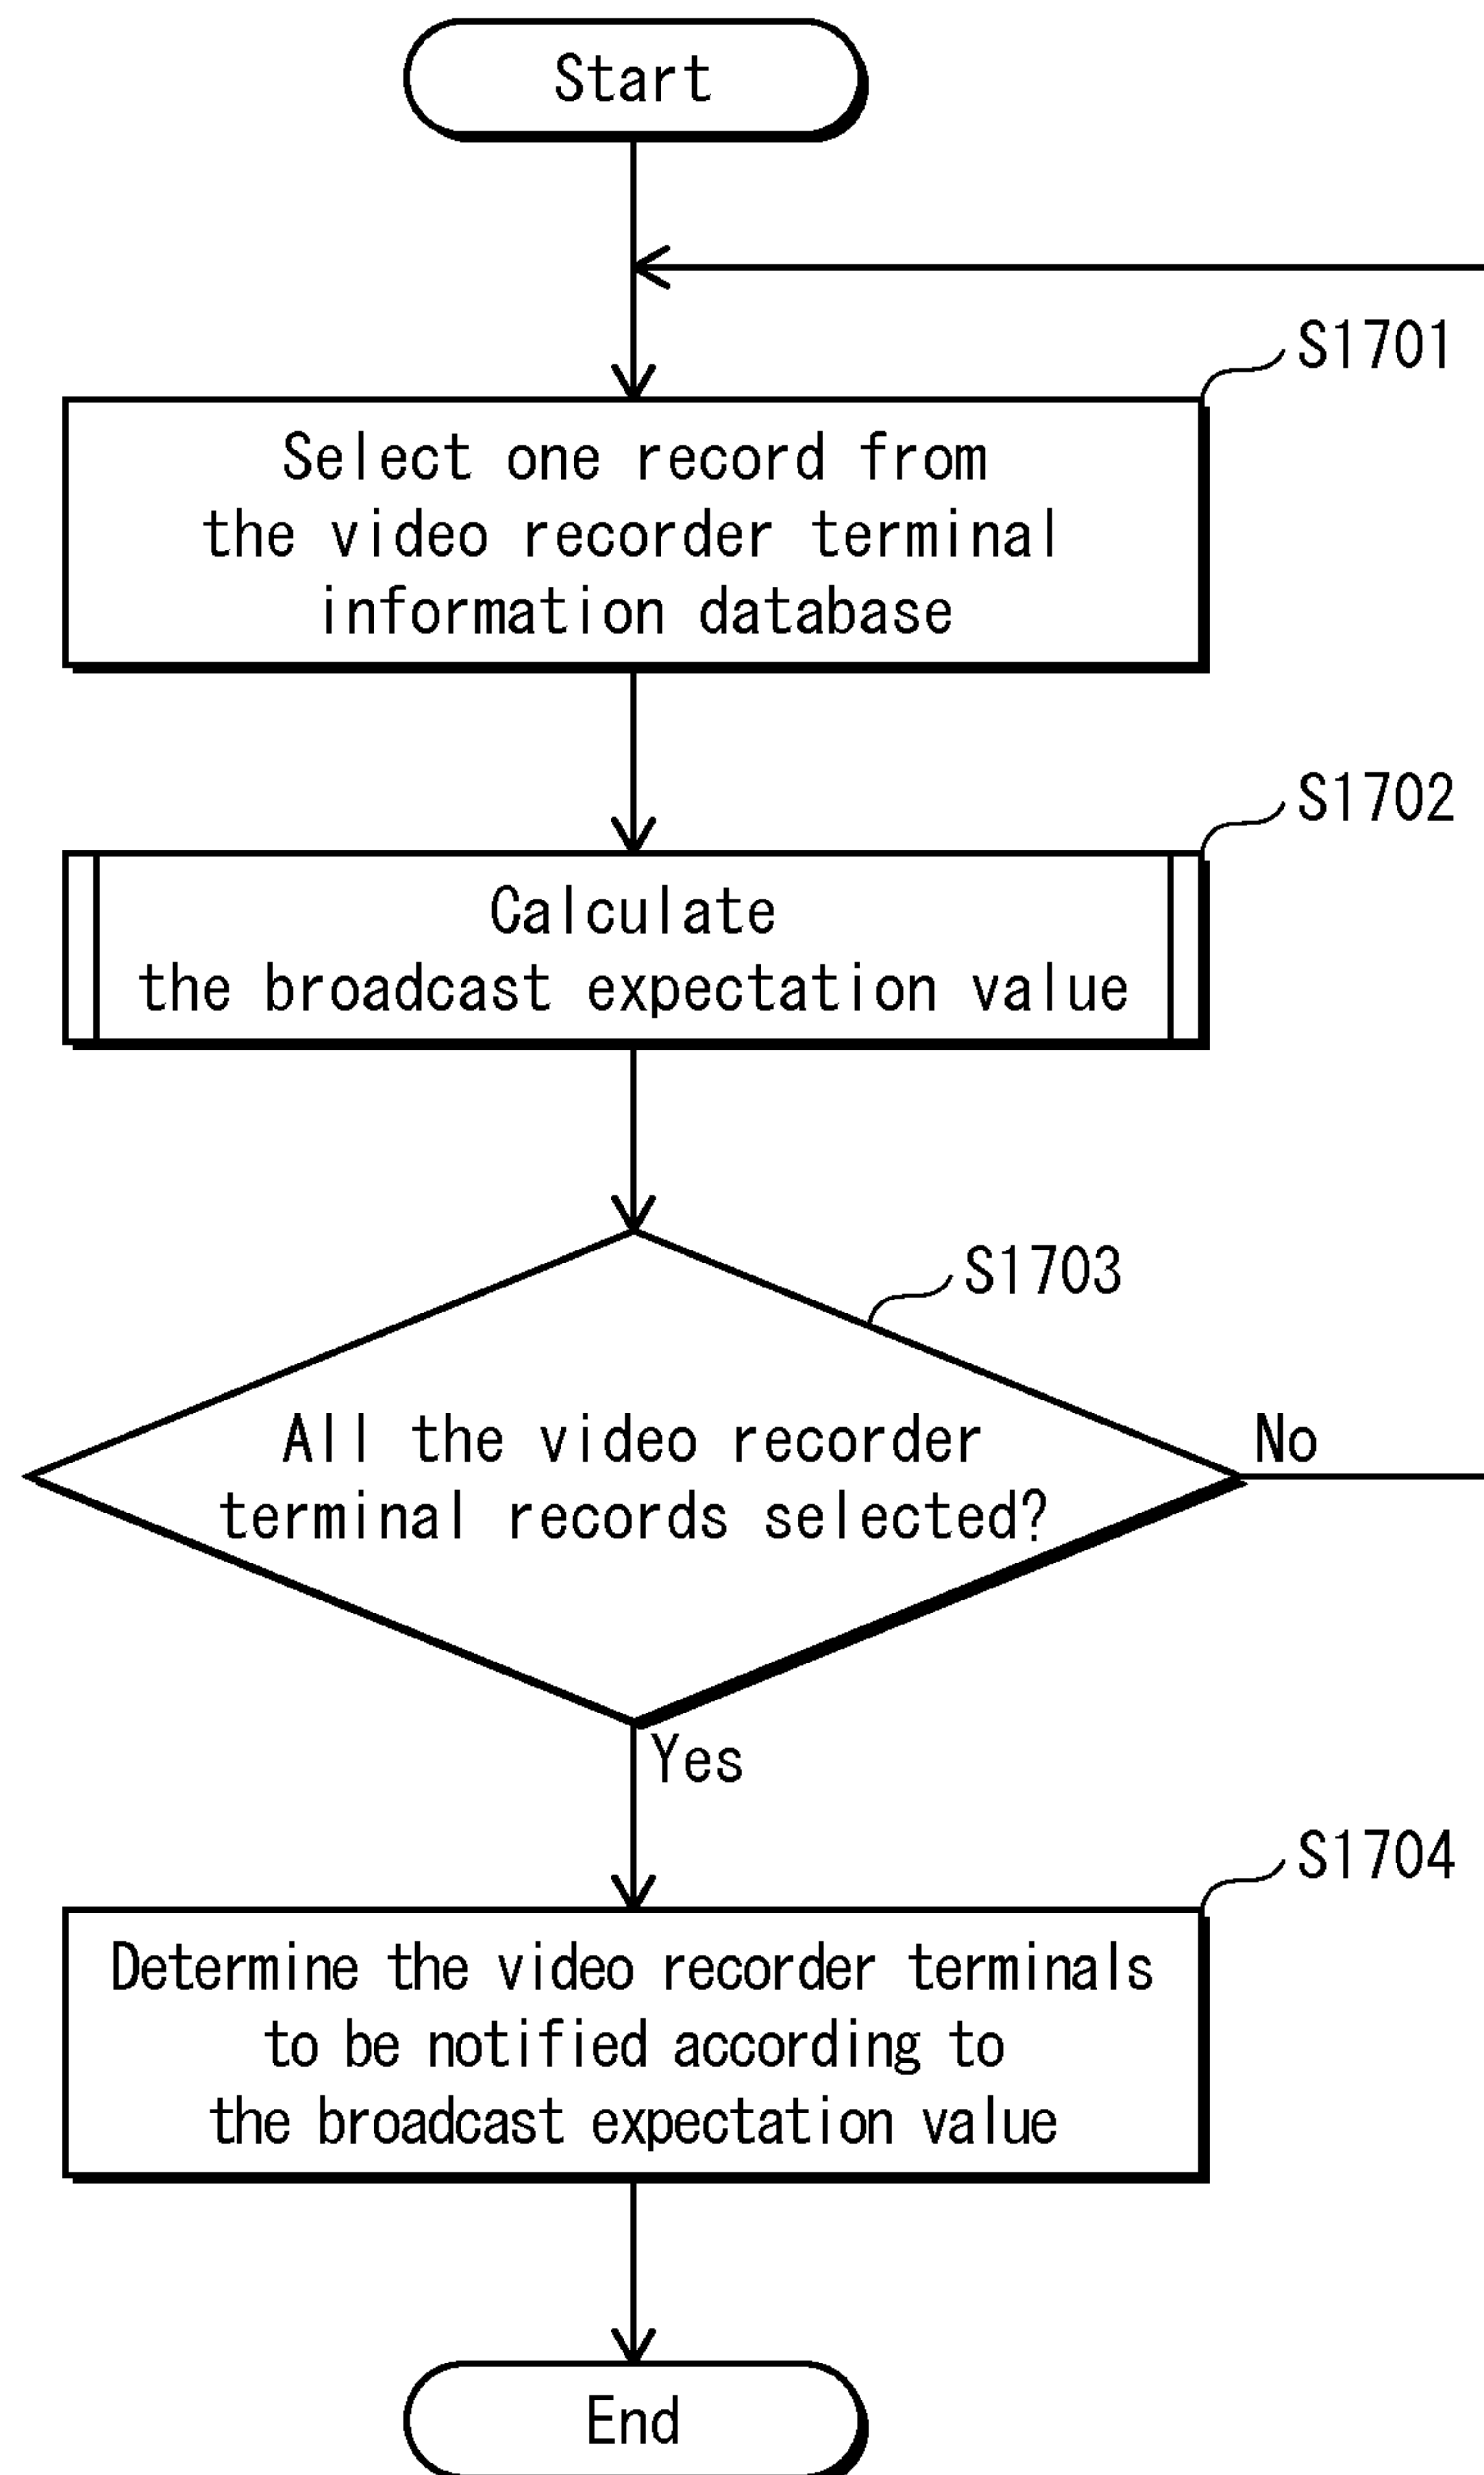 Start
S1701
Select one record from
the video recorder terminal
information database
S1702
Calculate
the broadcast expectation value
S1703
All the video recorder
terminal records selected?
No
Yes
S1704
Determine the video recorder terminals
to be notified according to
the broadcast expectation value
End